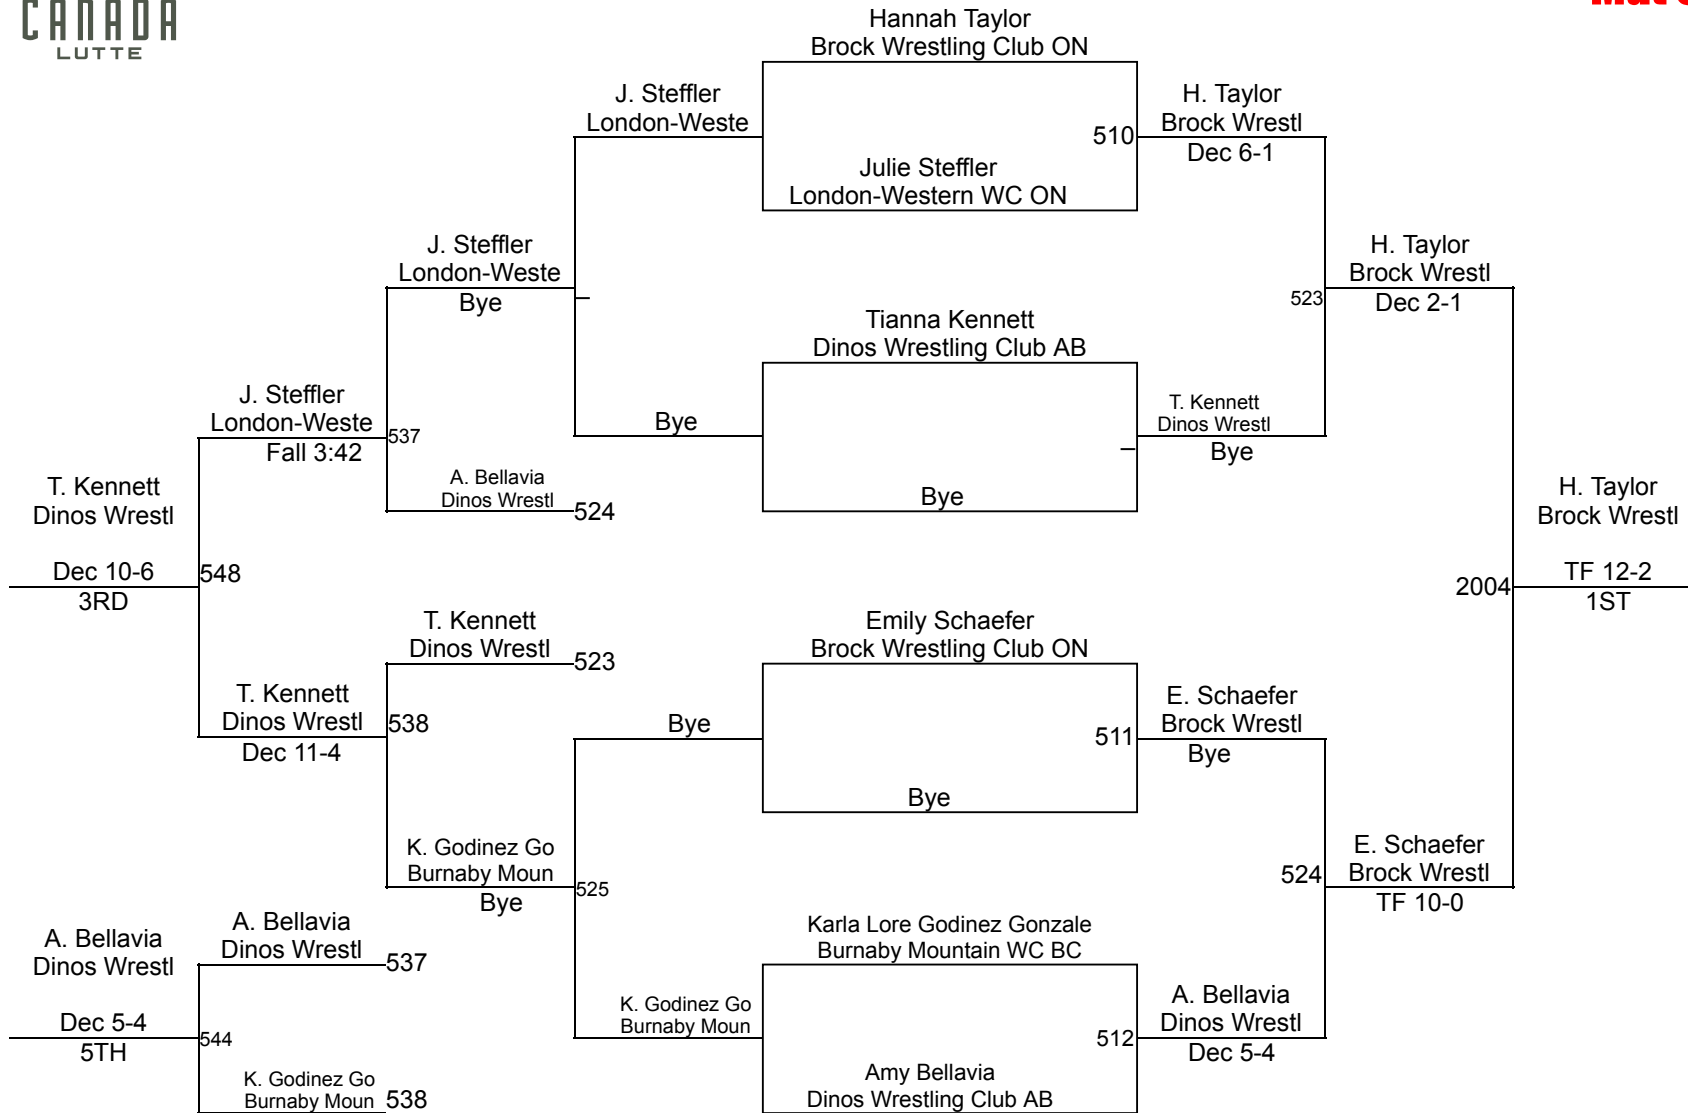 CANADA
LUTTE
Hannah Taylor
Brock Wrestling Club ON
J. Steffler
London-Weste
510
H. Taylor
Brock Wrestl
Dec 6-1
Julie Steffler
London-Western WC ON
J. Steffler
London-Weste
Bye
H. Taylor
Brock Wrestl
Dec 2-1
523
Tianna Kennett
Dinos Wrestling Club AB
J. Steffler
London-Weste
Fall 3:42
537
Bye
T. Kennett
Dinos Wrestl
Bye
A. Bellavia
Dinos Wrestl
524
Bye
T. Kennett
Dinos Wrestl
Dec 10-6
3RD
548
H. Taylor
Brock Wrestl
TF 12-2
1ST
2004
T. Kennett
Dinos Wrestl
523
Emily Schaefer
Brock Wrestling Club ON
T. Kennett
Dinos Wrestl
Dec 11-4
538
Bye
511
E. Schaefer
Brock Wrestl
Bye
Bye
K. Godinez Go
Burnaby Moun
Bye
525
524
E. Schaefer
Brock Wrestl
TF 10-0
A. Bellavia
Dinos Wrestl
Dec 5-4
5TH
A. Bellavia
Dinos Wrestl
537
Karla Lore Godinez Gonzale
Burnaby Mountain WC BC
K. Godinez Go
Burnaby Moun
512
A. Bellavia
Dinos Wrestl
Dec 5-4
544
K. Godinez Go
Burnaby Moun
538
Amy Bellavia
Dinos Wrestling Club AB